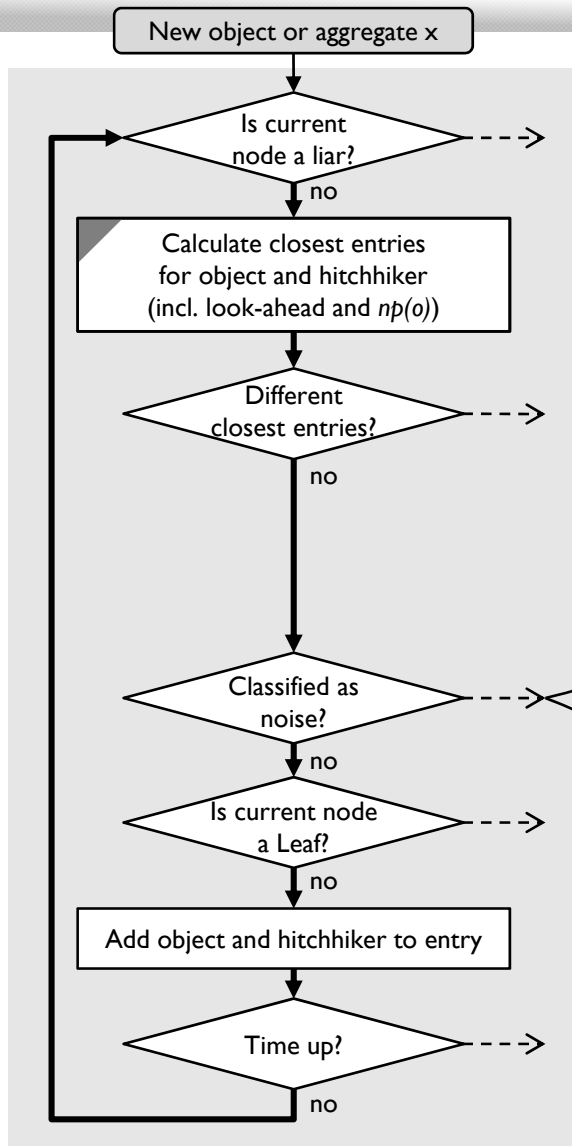 New object or aggregate x
Is current
node a liar?
no
Calculate closest entries
for object and hitchhiker
(incl. look-ahead and np(o))
Different
closest entries?
no
Classified as
noise?
no
Is current node
a Leaf?
no
Add object and hitchhiker to entry
Time up?
no